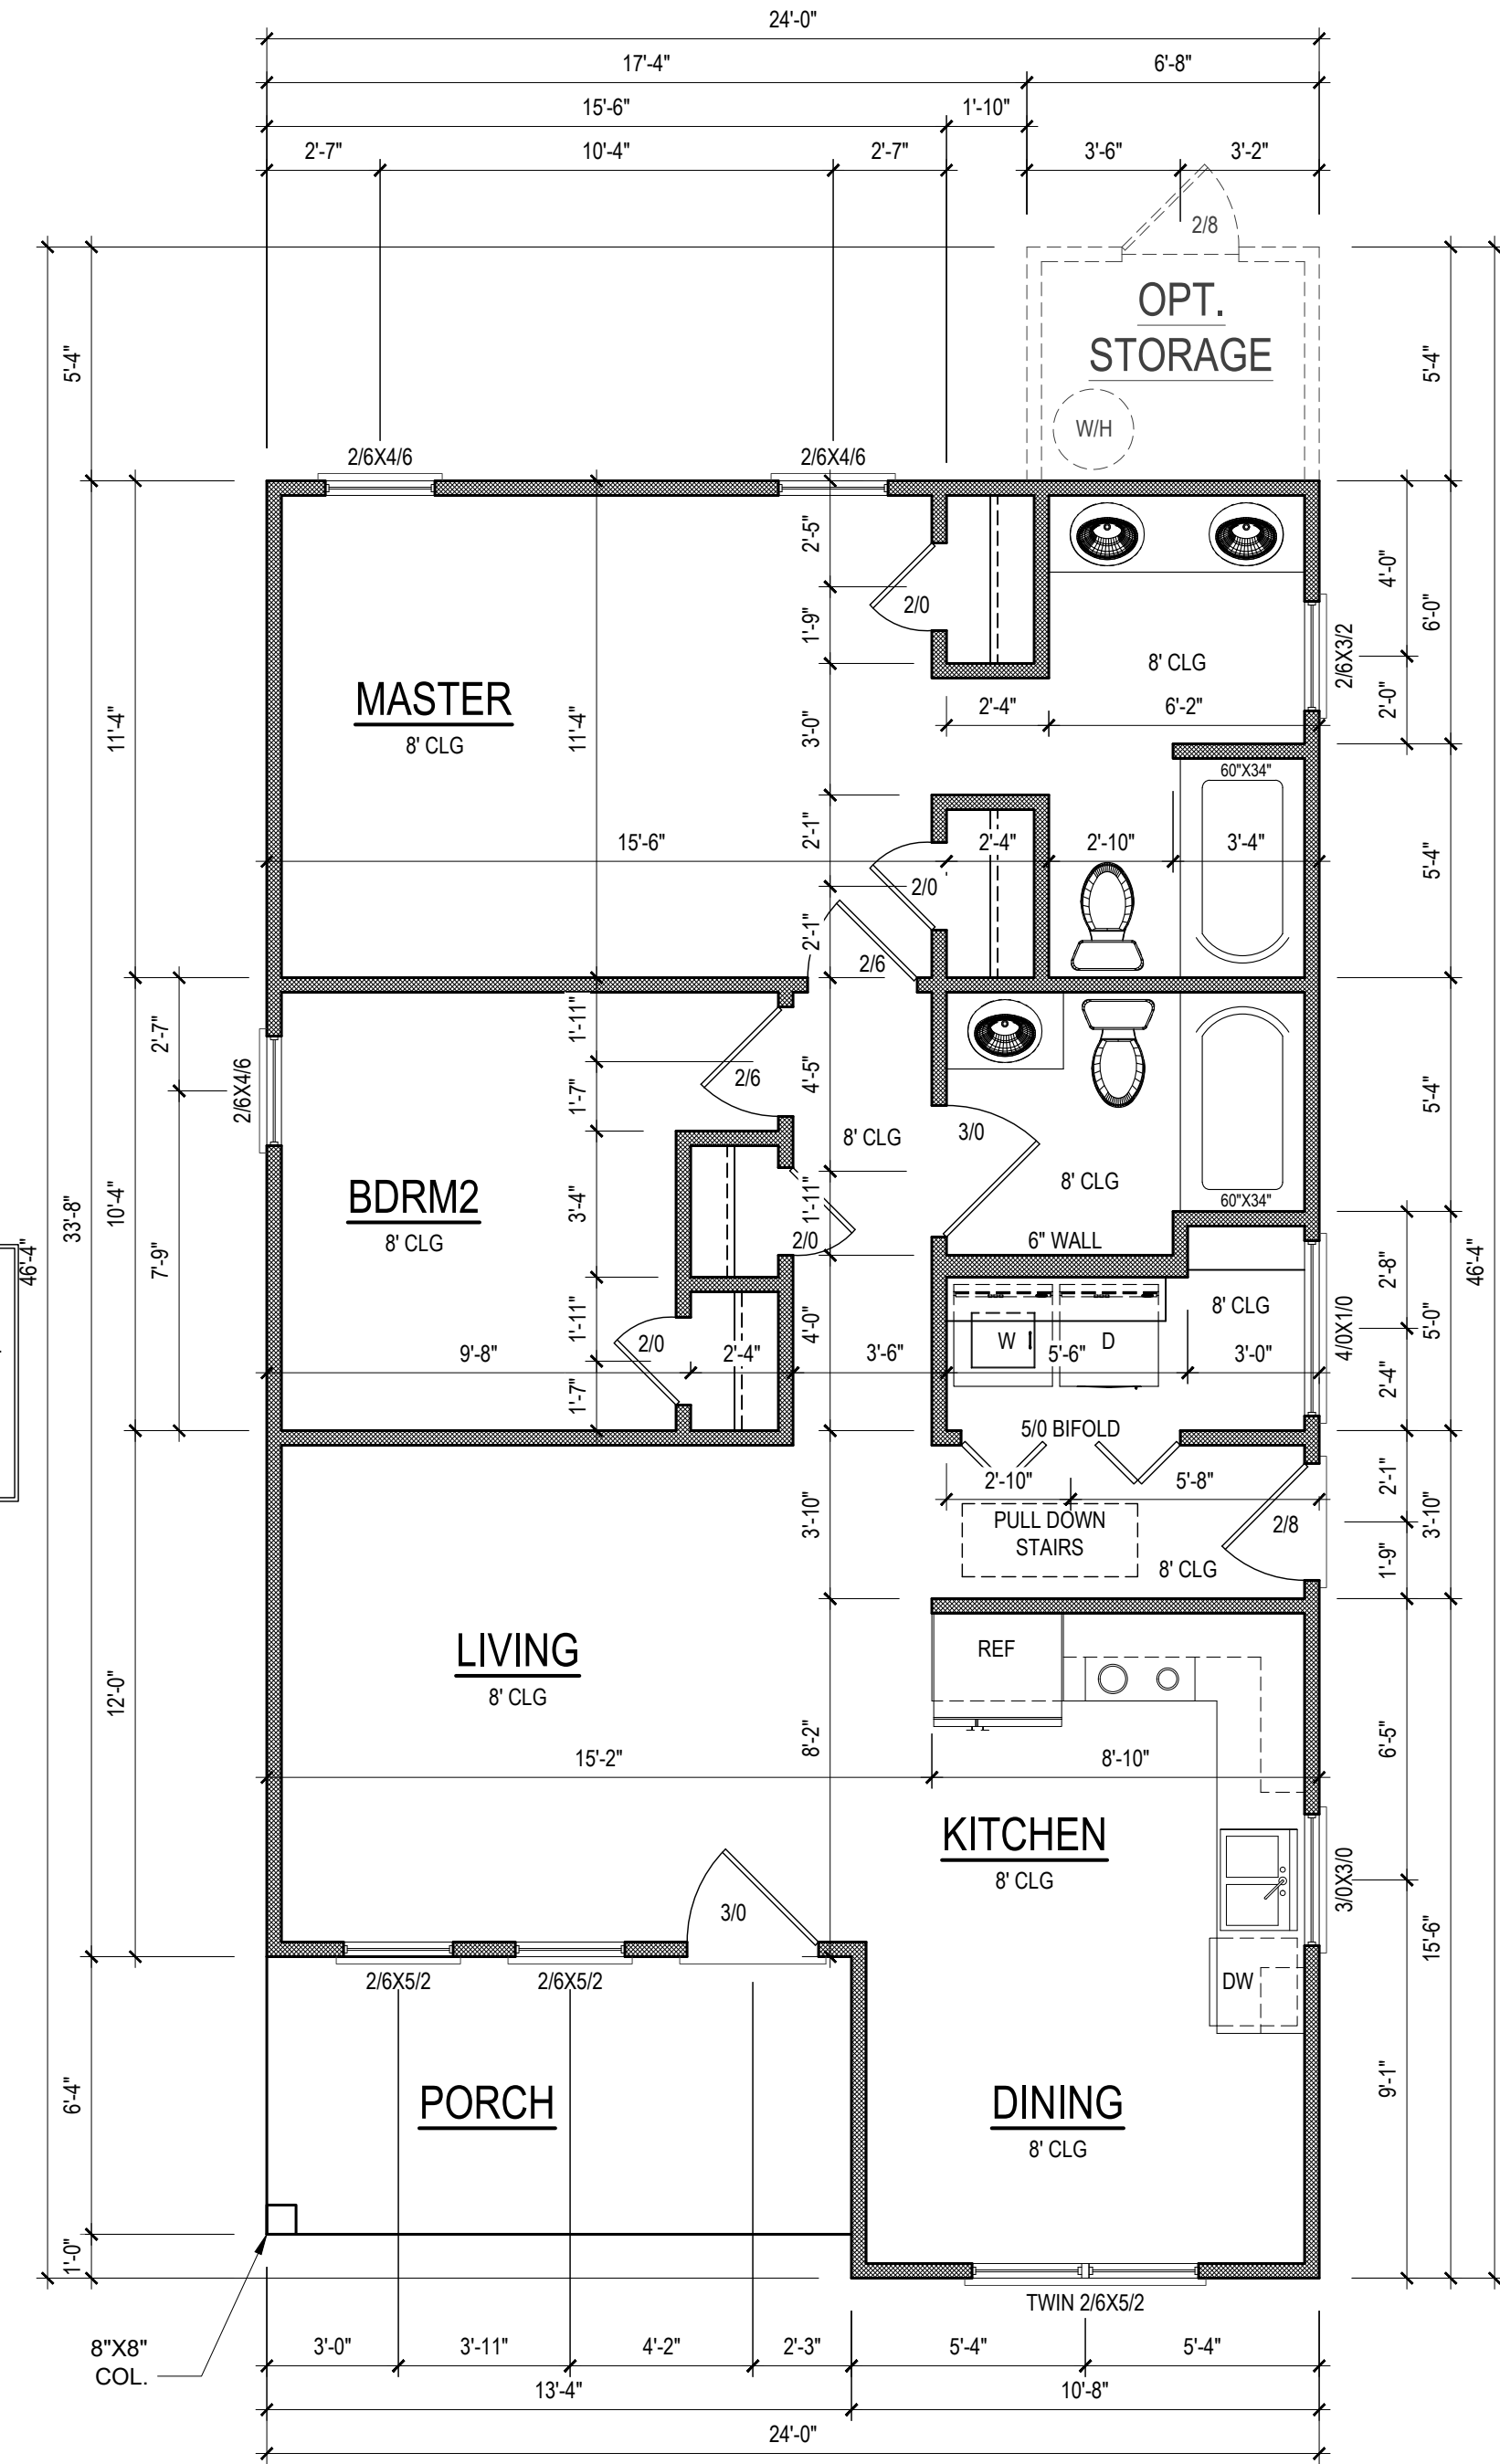 24'-0"
17'-4" 6'-8"
15'-6" 1'-10"
2'-7" 10'-4" 2'-7" 3'-6" 3'-2"
2/8
OPT.
STORAGE
5'-4" 5'-4"
W/H
2/6X4/6 2/6X4/6
2'-5"
4'-0"
2/0
1'-9"
6'-0"
8' CLG
2/6X3/2
MASTER
8' CLG
11'-4" 11'-4"
3'-0"
2'-4" 6'-2"
2'-0"
60"X34"
2'-1"
15'-6" 2'-4" 2'-10" 3'-4"
5'-4"
2/0
2'-1"
2/6
1'-11"
2'-7"
2/6X4/6
2/6
4'-5"
1'-7"
8' CLG
3/0
5'-4"
BDRM2
8' CLG
3'-4"
1'-11"
2/0
8' CLG
60"X34"
6" WALL
46'-4"
33'-8"
10'-4"
7'-9"
2'-8"
46'-4"
8' CLG
4/0X1/0
5'-0"
1'-11"
4'-0"
W D
9'-8" 2/0 2'-4" 3'-6" 5'-6" 3'-0"
2'-4"
1'-7"
5/0 BIFOLD
2'-10" 5'-8"
2'-1"
3'-10"
3'-10"
PULL DOWN
STAIRS
2/8
8' CLG
1'-9"
LIVING
8' CLG
REF
12'-0"
8'-2"
6'-5"
15'-2" 8'-10"
KITCHEN
8' CLG
3/0X3/0
3/0
15'-6"
2/6X5/2 2/6X5/2
DW
6'-4"
PORCH
DINING
8' CLG
9'-1"
1'-0"
TWIN 2/6X5/2
8"X8"
COL.
3'-0" 3'-11" 4'-2" 2'-3" 5'-4" 5'-4"
13'-4" 10'-8"
24'-0"